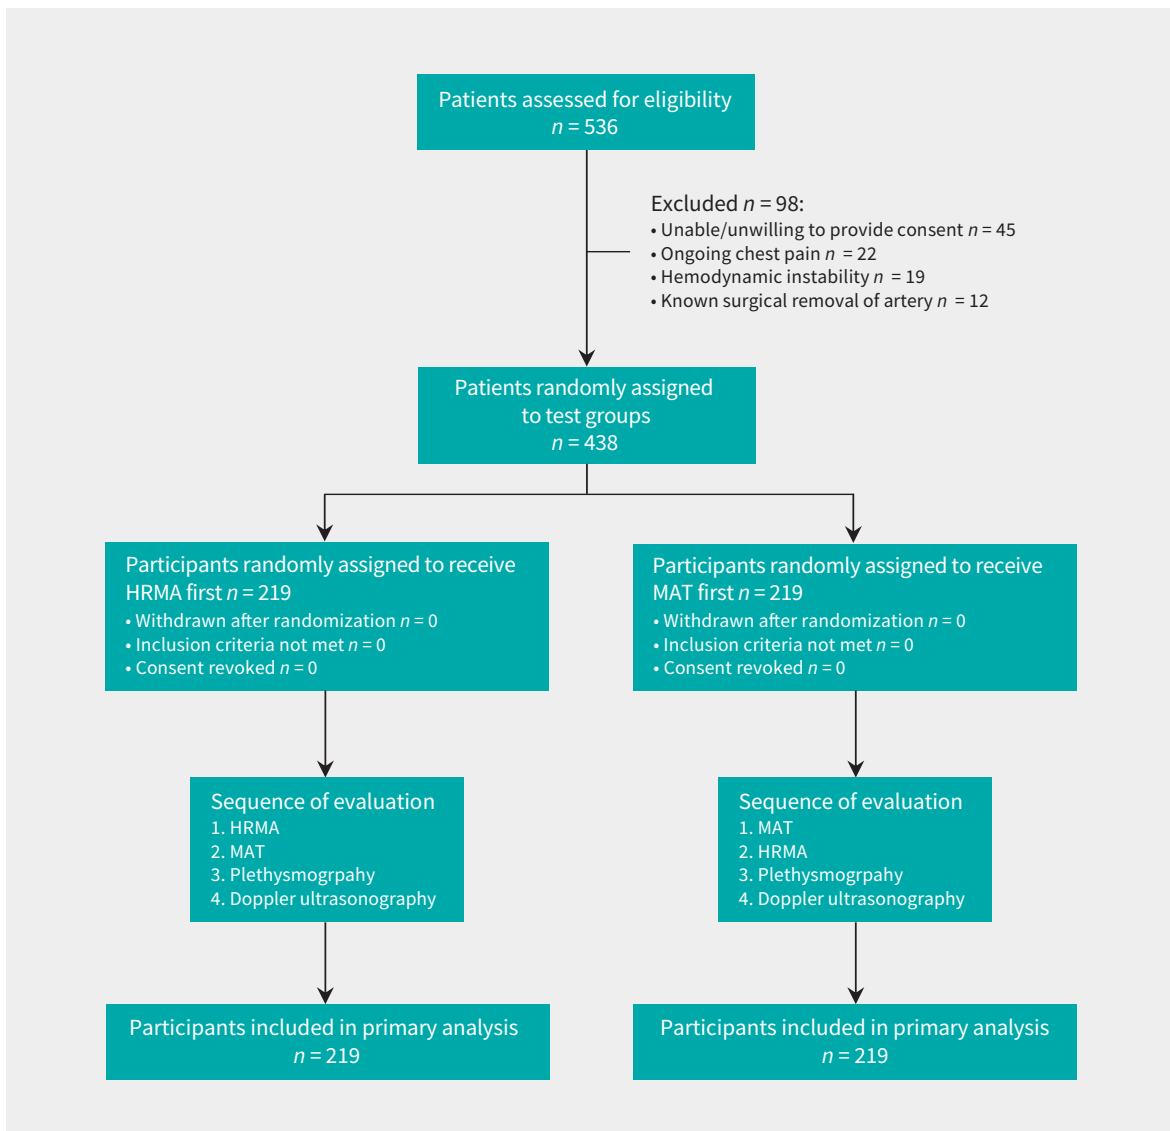 Patients assessed for eligibility
n = 536
Excluded n = 98:
• Unable/unwilling to provide consent n = 45
• Ongoing chest pain n = 22
• Hemodynamic instability n = 19
• Known surgical removal of artery n = 12
Patients randomly assigned
to test groups
n = 438
Participants randomly assigned to receive
HRMA first n = 219
• Withdrawn after randomization n = 0
• Inclusion criteria not met n = 0
• Consent revoked n = 0
Participants randomly assigned to receive
MAT first n = 219
• Withdrawn after randomization n = 0
• Inclusion criteria not met n = 0
• Consent revoked n = 0
Sequence of evaluation
1. HRMA
2. MAT
3. Plethysmogrpahy
4. Doppler ultrasonography
Sequence of evaluation
1. MAT
2. HRMA
3. Plethysmogrpahy
4. Doppler ultrasonography
Participants included in primary analysis
n = 219
Participants included in primary analysis
n = 219